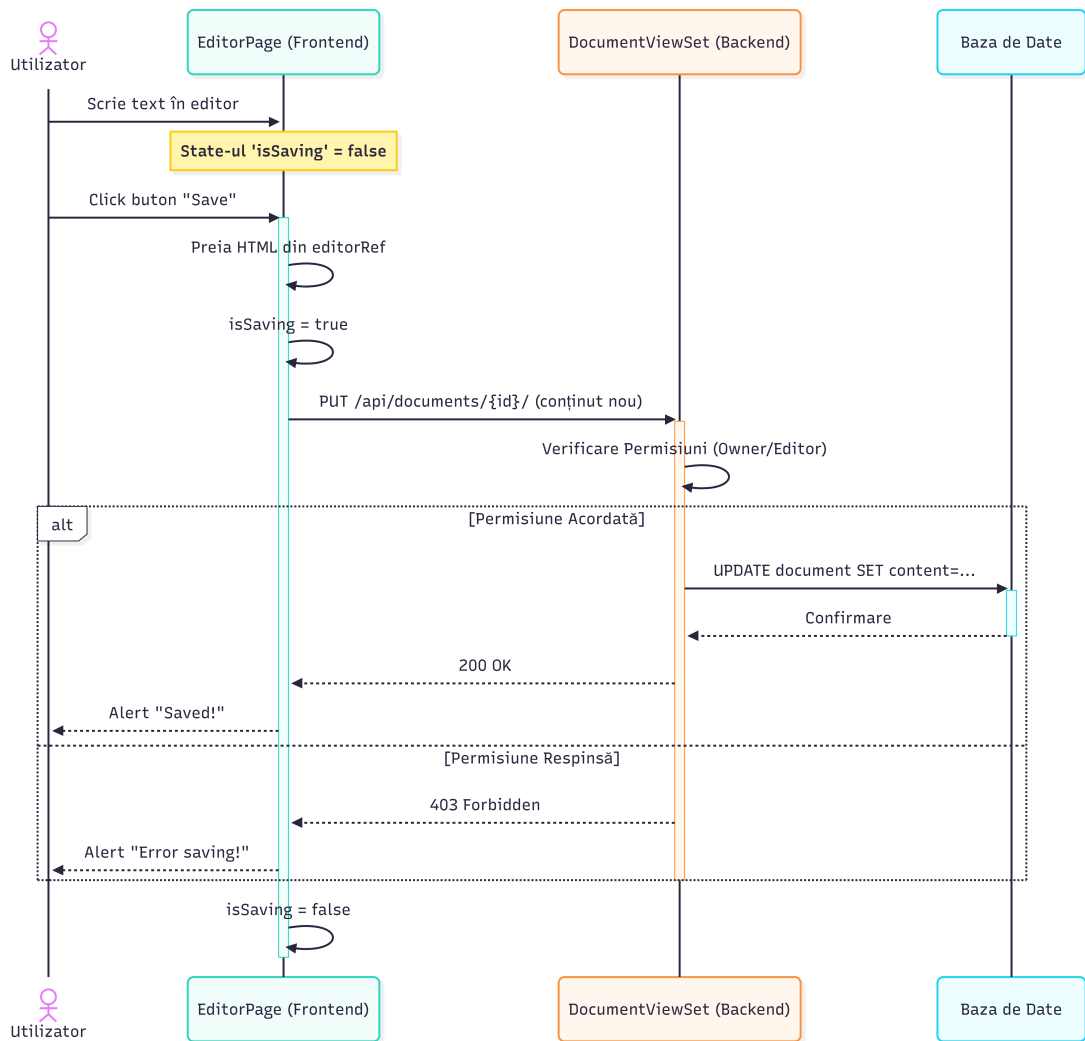 Utilizator
EditorPage (Frontend)
DocumentViewSet (Backend)
Baza de Date
Scrie text în editor
State-ul 'isSaving' = false
Click buton "Save"
Preia HTML din editorRef
isSaving = true
PUT /api/documents/{id}/ (conținut nou)
Verificare Permisiuni (Owner/Editor)
alt
[Permisiune Acordată]
UPDATE document SET content=...
Confirmare
200 OK
Alert "Saved!"
[Permisiune Respinsă]
403 Forbidden
Alert "Error saving!"
isSaving = false
Utilizator
EditorPage (Frontend)
DocumentViewSet (Backend)
Baza de Date